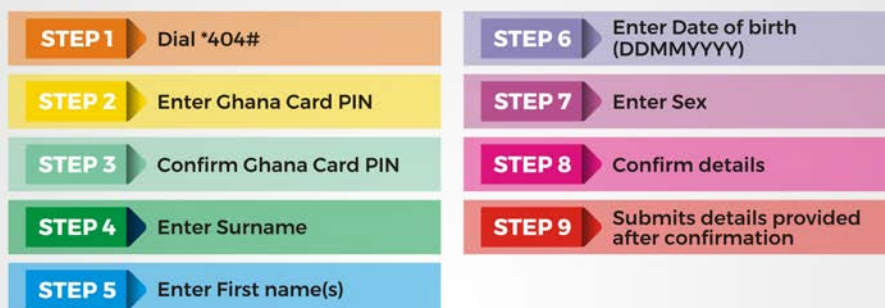 STEP 1 Dial *404#
STEP 2 Enter Ghana Card PIN
STEP 3 Confirm Ghana Card PIN
STEP 4 Enter Surname
STEP 5 Enter First name(s)
STEP 6 Enter Date of birth
(DDMMYYYY)
STEP 7 Enter Sex
STEP 8 Confirm details
STEP 9 Submits details provided
after confirmation